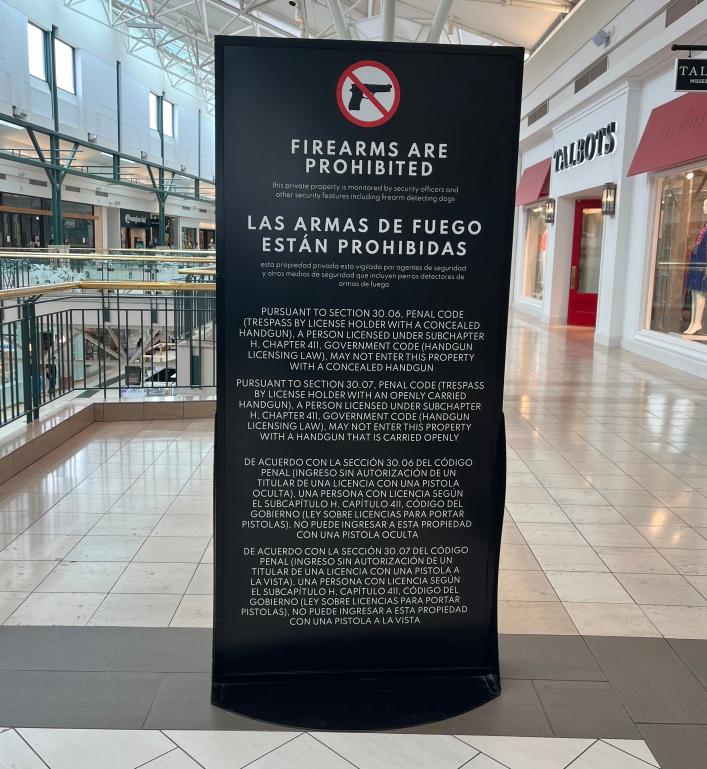 FIREARMS ARE
PROHIBITED
this private property is monitored by security officers and
other security features including firearm detecting dogs
LAS ARMAS DE FUEGO
ESTÁN PROHIBIDAS
esta propiedad privada está vigilada por agentes de seguridad
y otros medios de seguridad que incluyen perros detectores de
armas de fuego
PURSUANT TO SECTION 30.06, PENAL CODE
(TRESPASS BY LICENSE HOLDER WITH A CONCEALED
HANDGUN), A PERSON LICENSED UNDER SUBCHAPTER
H, CHAPTER 411, GOVERNMENT CODE (HANDGUN
LICENSING LAW), MAY NOT ENTER THIS PROPERTY
WITH A CONCEALED HANDGUN
PURSUANT TO SECTION 30.07, PENAL CODE (TRESPASS
BY LICENSE HOLDER WITH AN OPENLY CARRIED
HANDGUN), A PERSON LICENSED UNDER SUBCHAPTER
H, CHAPTER 411, GOVERNMENT CODE (HANDGUN
LICENSING LAW), MAY NOT ENTER THIS PROPERTY
WITH A HANDGUN THAT IS CARRIED OPENLY
DE ACUERDO CON LA SECCIÓN 30.06 DEL CÓDIGO
PENAL (INGRESO SIN AUTORIZACIÓN DE UN
TITULAR DE UNA LICENCIA CON UNA PISTOLA
OCULTA), UNA PERSONA CON LICENCIA SEGÚN
EL SUBCAPÍTULO H, CAPÍTULO 411, CÓDIGO DEL
GOBIERNO (LEY SOBRE LICENCIAS PARA PORTAR
PISTOLAS), NO PUEDE INGRESAR A ESTA PROPIEDAD
CON UNA PISTOLA OCULTA
DE ACUERDO CON LA SECCIÓN 30.07 DEL CÓDIGO
PENAL (INGRESO SIN AUTORIZACIÓN DE UN
TITULAR DE UNA LICENCIA CON UNA PISTOLA A
LA VISTA), UNA PERSONA CON LICENCIA SEGÚN
EL SUBCAPÍTULO H, CAPÍTULO 411, CÓDIGO DEL
GOBIERNO (LEY SOBRE LICENCIAS PARA PORTAR
PISTOLAS), NO PUEDE INGRESAR A ESTA PROPIEDAD
CON UNA PISTOLA A LA VISTA
TALBOTS
TAL
MISSE
TALBOTS